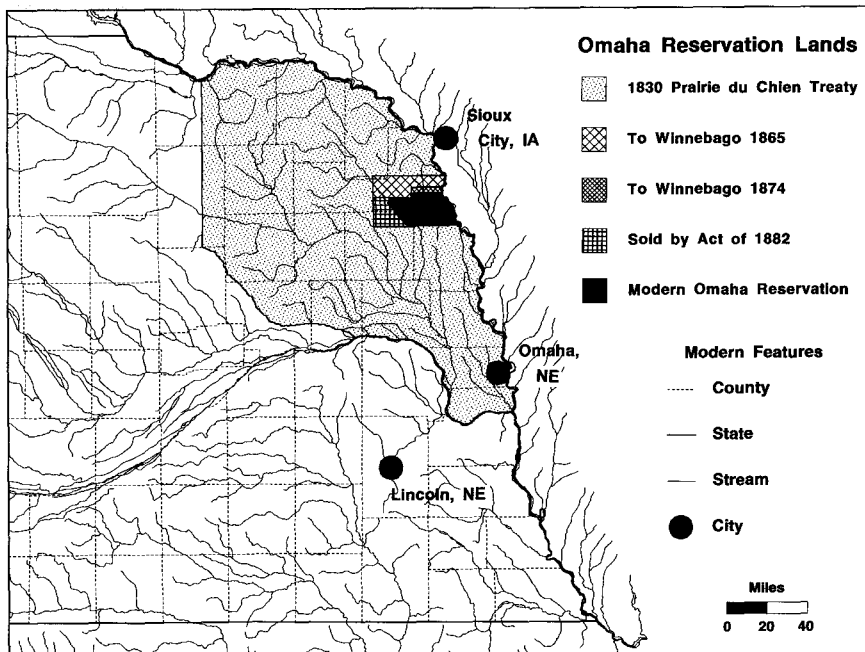 Omaha Reservation Lands
1830 Prairie du Chien Treaty
To Winnebago 1865
To Winnebago 1874
Sold by Act of 1882
Modern Omaha Reservation
Modern Features
County
State
Stream
City
Miles
0 20 40
Sioux
City, IA
Omaha,
NE
Lincoln, NE